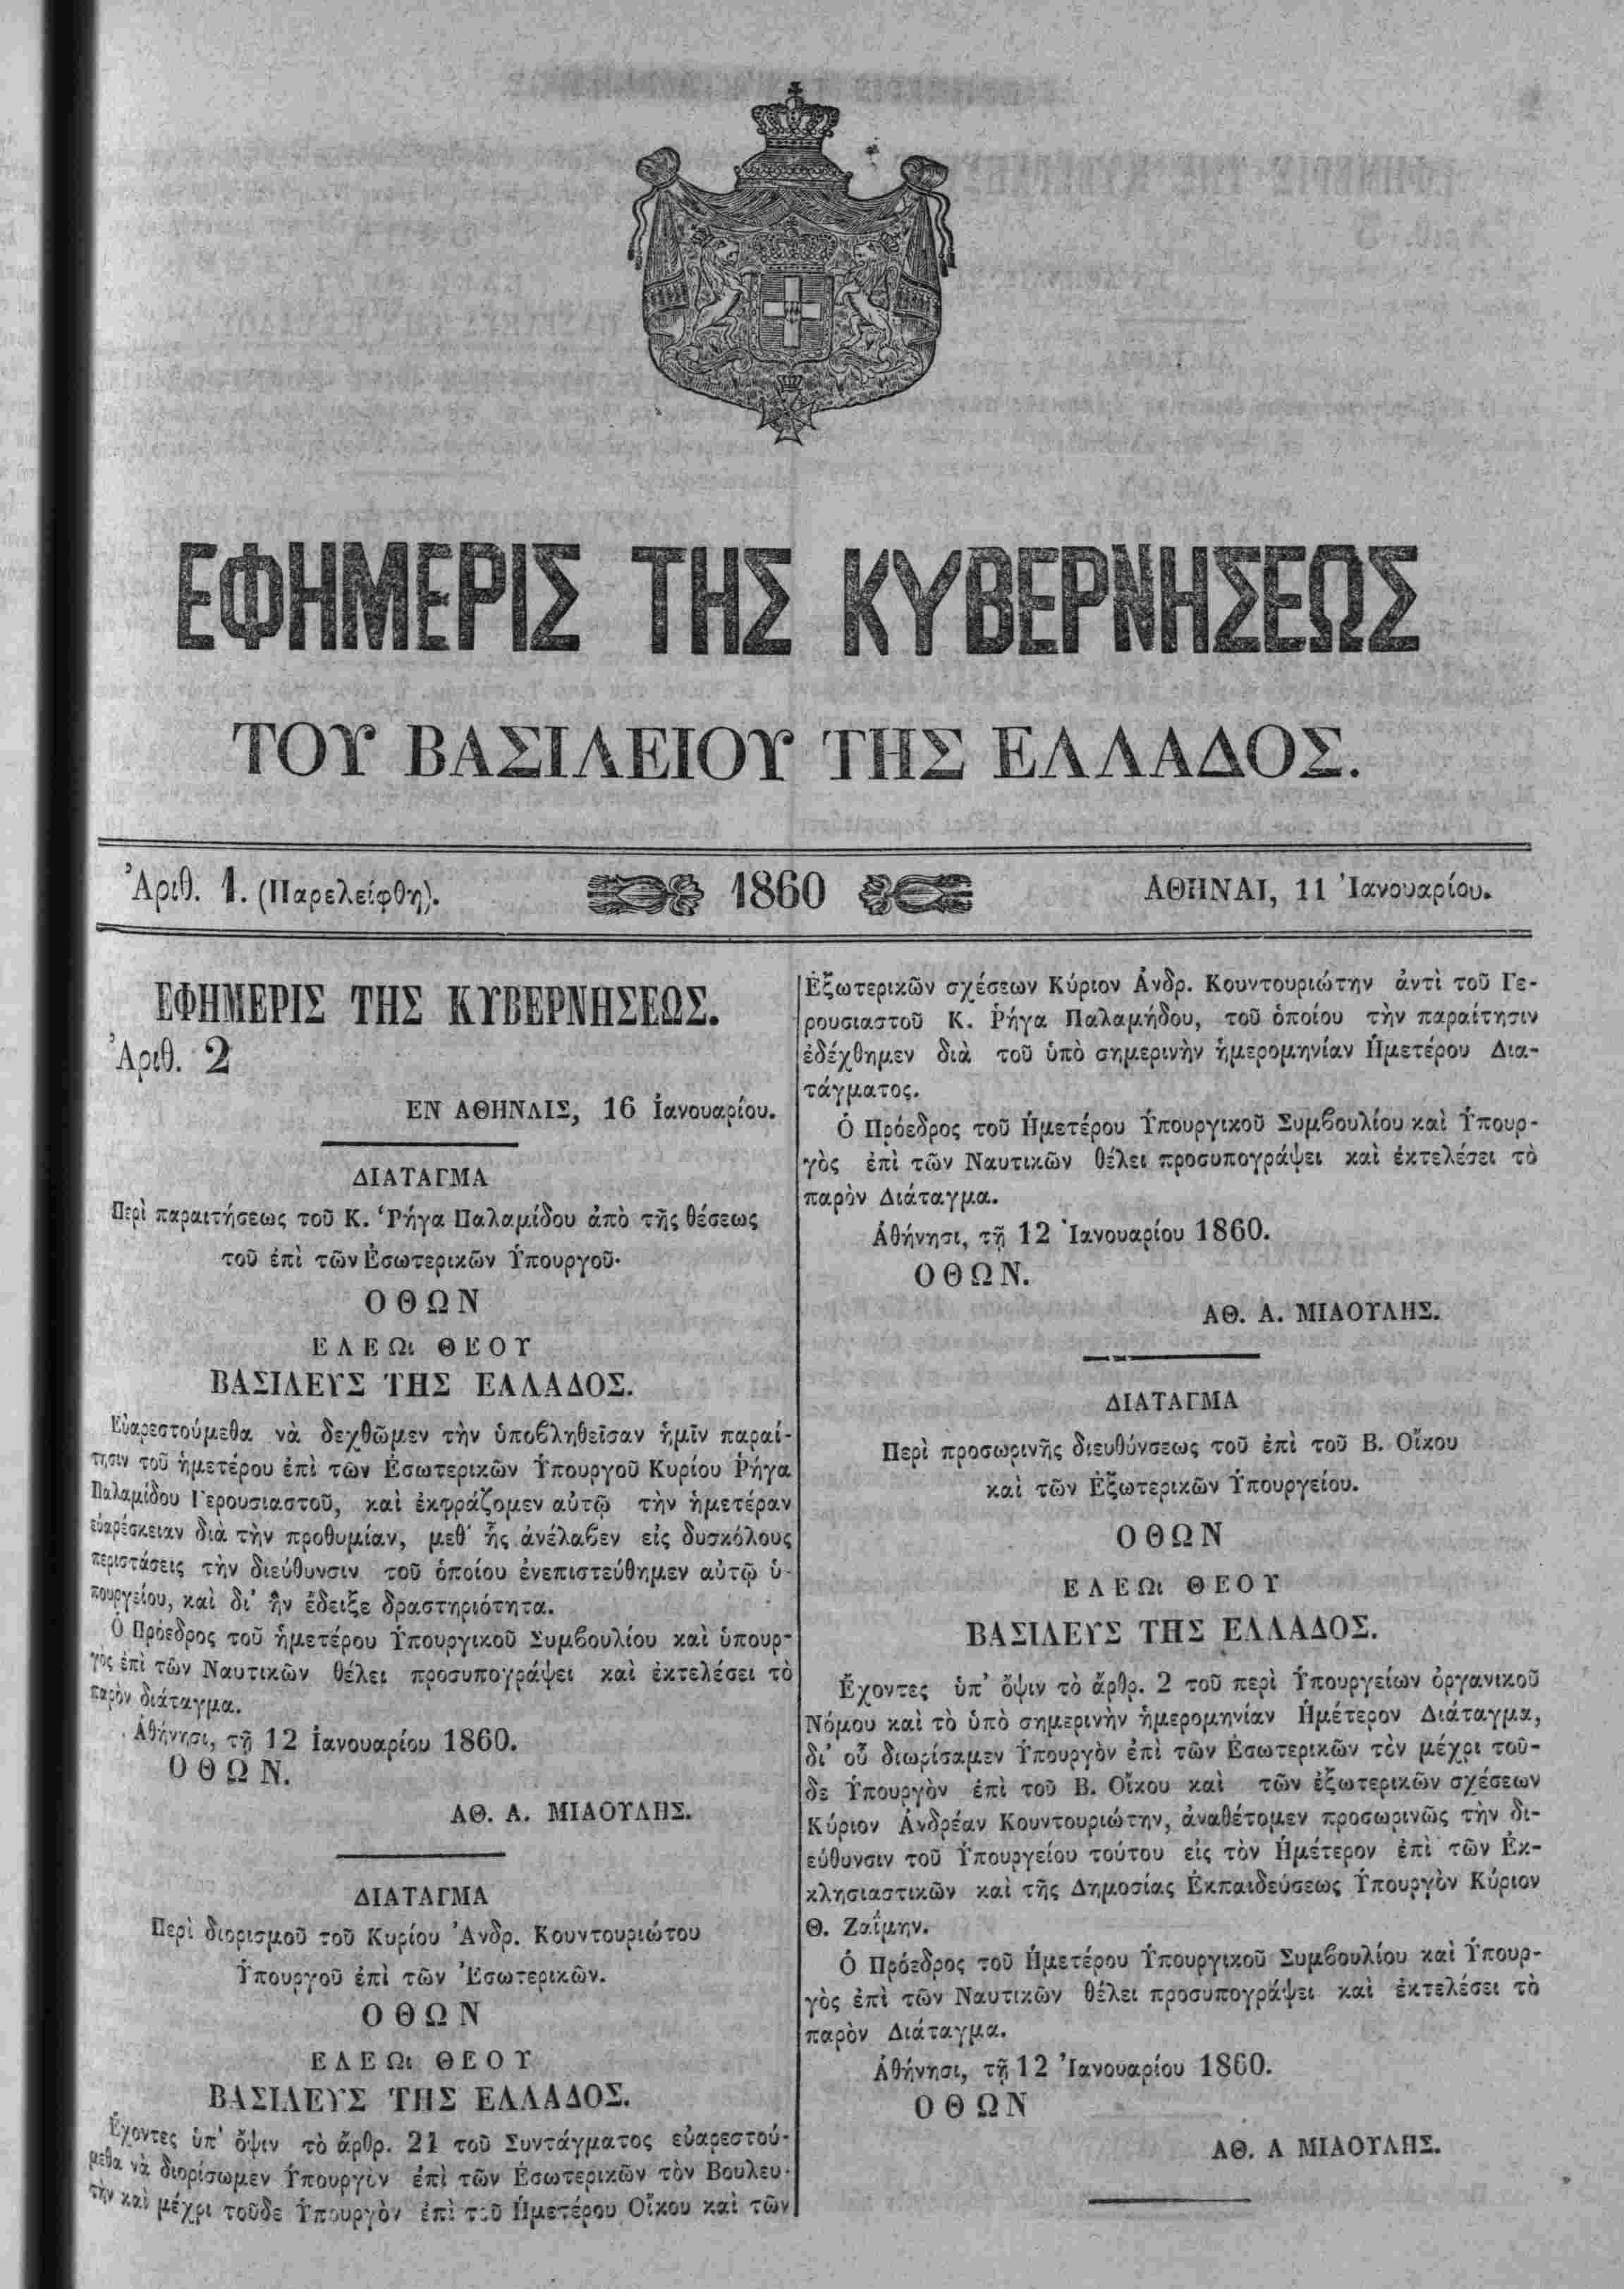 ΕΦΗΜΕΡΙΣ ΤΗΣ ΚΥΒΕΡΝΗΣΕΩΣ
ΤΟΥ ΒΑΣΙΛΕΙΟΥ ΤΗΣ ΕΛΛΑΔΟΣ.
Ἀριθ. 1. (Παρελείφθη).
1860
ΑΘΗΝΑΙ, 11 Ἰανουαρίου.
ΕΦΗΜΕΡΙΣ ΤΗΣ ΚΥΒΕΡΝΗΣΕΩΣ.
Ἀριθ. 2
ΕΝ ΑΘΗΝΑΙΣ, 16 Ἰανουαρίου.
ΔΙΑΤΑΓΜΑ
Περὶ παραιτήσεως τοῦ Κ. Ῥήγα Παλαμίδου ἀπὸ τῆς θέσεως
τοῦ ἐπὶ τῶν Ἐσωτερικῶν Ὑπουργοῦ·
ΟΘΩΝ
ΕΛΕΩι ΘΕΟΥ
ΒΑΣΙΛΕΥΣ ΤΗΣ ΕΛΛΑΔΟΣ.
Εὐαρεστούμεθα νὰ δεχθῶμεν τὴν ὑποβληθεῖσαν ἡμῖν παραί-
τησιν τοῦ ἡμετέρου ἐπὶ τῶν Ἐσωτερικῶν Ὑπουργοῦ Κυρίου Ῥήγα
Παλαμίδου Γερουσιαστοῦ, καὶ ἐκφράζομεν αὐτῷ τὴν ἡμετέραν
εὐαρέσκειαν διὰ τὴν προθυμίαν, μεθ' ἧς ἀνέλαβεν εἰς δυσκόλους
περιστάσεις τὴν διεύθυνσιν τοῦ ὁποίου ἐνεπιστεύθημεν αὐτῷ ὑ-
πουργείου, καὶ δι' ἣν ἔδειξε δραστηριότητα.
Ὁ Πρόεδρος τοῦ ἡμετέρου Ὑπουργικοῦ Συμβουλίου καὶ ὑπουρ-
γὸς ἐπὶ τῶν Ναυτικῶν θέλει προσυπογράψει καὶ ἐκτελέσει τὸ
παρὸν διάταγμα.
Ἀθήνησι, τῇ 12 Ἰανουαρίου 1860.
ΟΘΩΝ.
ΑΘ. Α. ΜΙΑΟΥΛΗΣ.
ΔΙΑΤΑΓΜΑ
Περὶ διορισμοῦ τοῦ Κυρίου Ἀνδρ. Κουντουριώτου
Ὑπουργοῦ ἐπὶ τῶν Ἐσωτερικῶν.
ΟΘΩΝ
ΕΛΕΩι ΘΕΟΥ
ΒΑΣΙΛΕΥΣ ΤΗΣ ΕΛΛΑΔΟΣ.
Ἔχοντες ὑπ' ὄψιν τὸ ἄρθρ. 21 τοῦ Συντάγματος εὐαρεστού-
μεθα νὰ διορίσωμεν Ὑπουργὸν ἐπὶ τῶν Ἐσωτερικῶν τὸν Βουλευ-
τὴν καὶ μέχρι τοῦδε Ὑπουργὸν ἐπὶ τοῦ Ἡμετέρου Οἴκου καὶ τῶν
Ἐξωτερικῶν σχέσεων Κύριον Ἀνδρ. Κουντουριώτην ἀντὶ τοῦ Γε-
ρουσιαστοῦ Κ. Ῥήγα Παλαμήδου, τοῦ ὁποίου τὴν παραίτησιν
ἐδέχθημεν διὰ τοῦ ὑπὸ σημερινὴν ἡμερομηνίαν Ἡμετέρου Δια-
τάγματος.
Ὁ Πρόεδρος τοῦ Ἡμετέρου Ὑπουργικοῦ Συμβουλίου καὶ Ὑπουρ-
γὸς ἐπὶ τῶν Ναυτικῶν θέλει προσυπογράψει καὶ ἐκτελέσει τὸ
παρὸν Διάταγμα.
Ἀθήνησι, τῇ 12 Ἰανουαρίου 1860.
ΟΘΩΝ.
ΑΘ. Α. ΜΙΑΟΥΛΗΣ.
ΔΙΑΤΑΓΜΑ
Περὶ προσωρινῆς διευθύνσεως τοῦ ἐπὶ τοῦ Β. Οἴκου
καὶ τῶν Ἐξωτερικῶν Ὑπουργείου.
ΟΘΩΝ
ΕΛΕΩι ΘΕΟΥ
ΒΑΣΙΛΕΥΣ ΤΗΣ ΕΛΛΑΔΟΣ.
Ἔχοντες ὑπ' ὄψιν τὸ ἄρθρ. 2 τοῦ περὶ Ὑπουργείων ὀργανικοῦ
Νόμου καὶ τὸ ὑπὸ σημερινὴν ἡμερομηνίαν Ἡμέτερον Διάταγμα,
δι' οὗ διωρίσαμεν Ὑπουργὸν ἐπὶ τῶν Ἐσωτερικῶν τὸν μέχρι τοῦ-
δε Ὑπουργὸν ἐπὶ τοῦ Β. Οἴκου καὶ τῶν ἐξωτερικῶν σχέσεων
Κύριον Ἀνδρέαν Κουντουριώτην, ἀναθέτομεν προσωρινῶς τὴν δι-
εύθυνσιν τοῦ Ὑπουργείου τούτου εἰς τὸν Ἡμέτερον ἐπὶ τῶν Ἐκ-
κλησιαστικῶν καὶ τῆς Δημοσίας Ἐκπαιδεύσεως Ὑπουργὸν Κύριον
Θ. Ζαΐμην.
Ὁ Πρόεδρος τοῦ Ἡμετέρου Ὑπουργικοῦ Συμβουλίου καὶ Ὑπουρ-
γὸς ἐπὶ τῶν Ναυτικῶν θέλει προσυπογράψει καὶ ἐκτελέσει τὸ
παρὸν Διάταγμα.
Ἀθήνησι, τῇ 12 Ἰανουαρίου 1860.
ΟΘΩΝ
ΑΘ. Α ΜΙΑΟΥΛΗΣ.